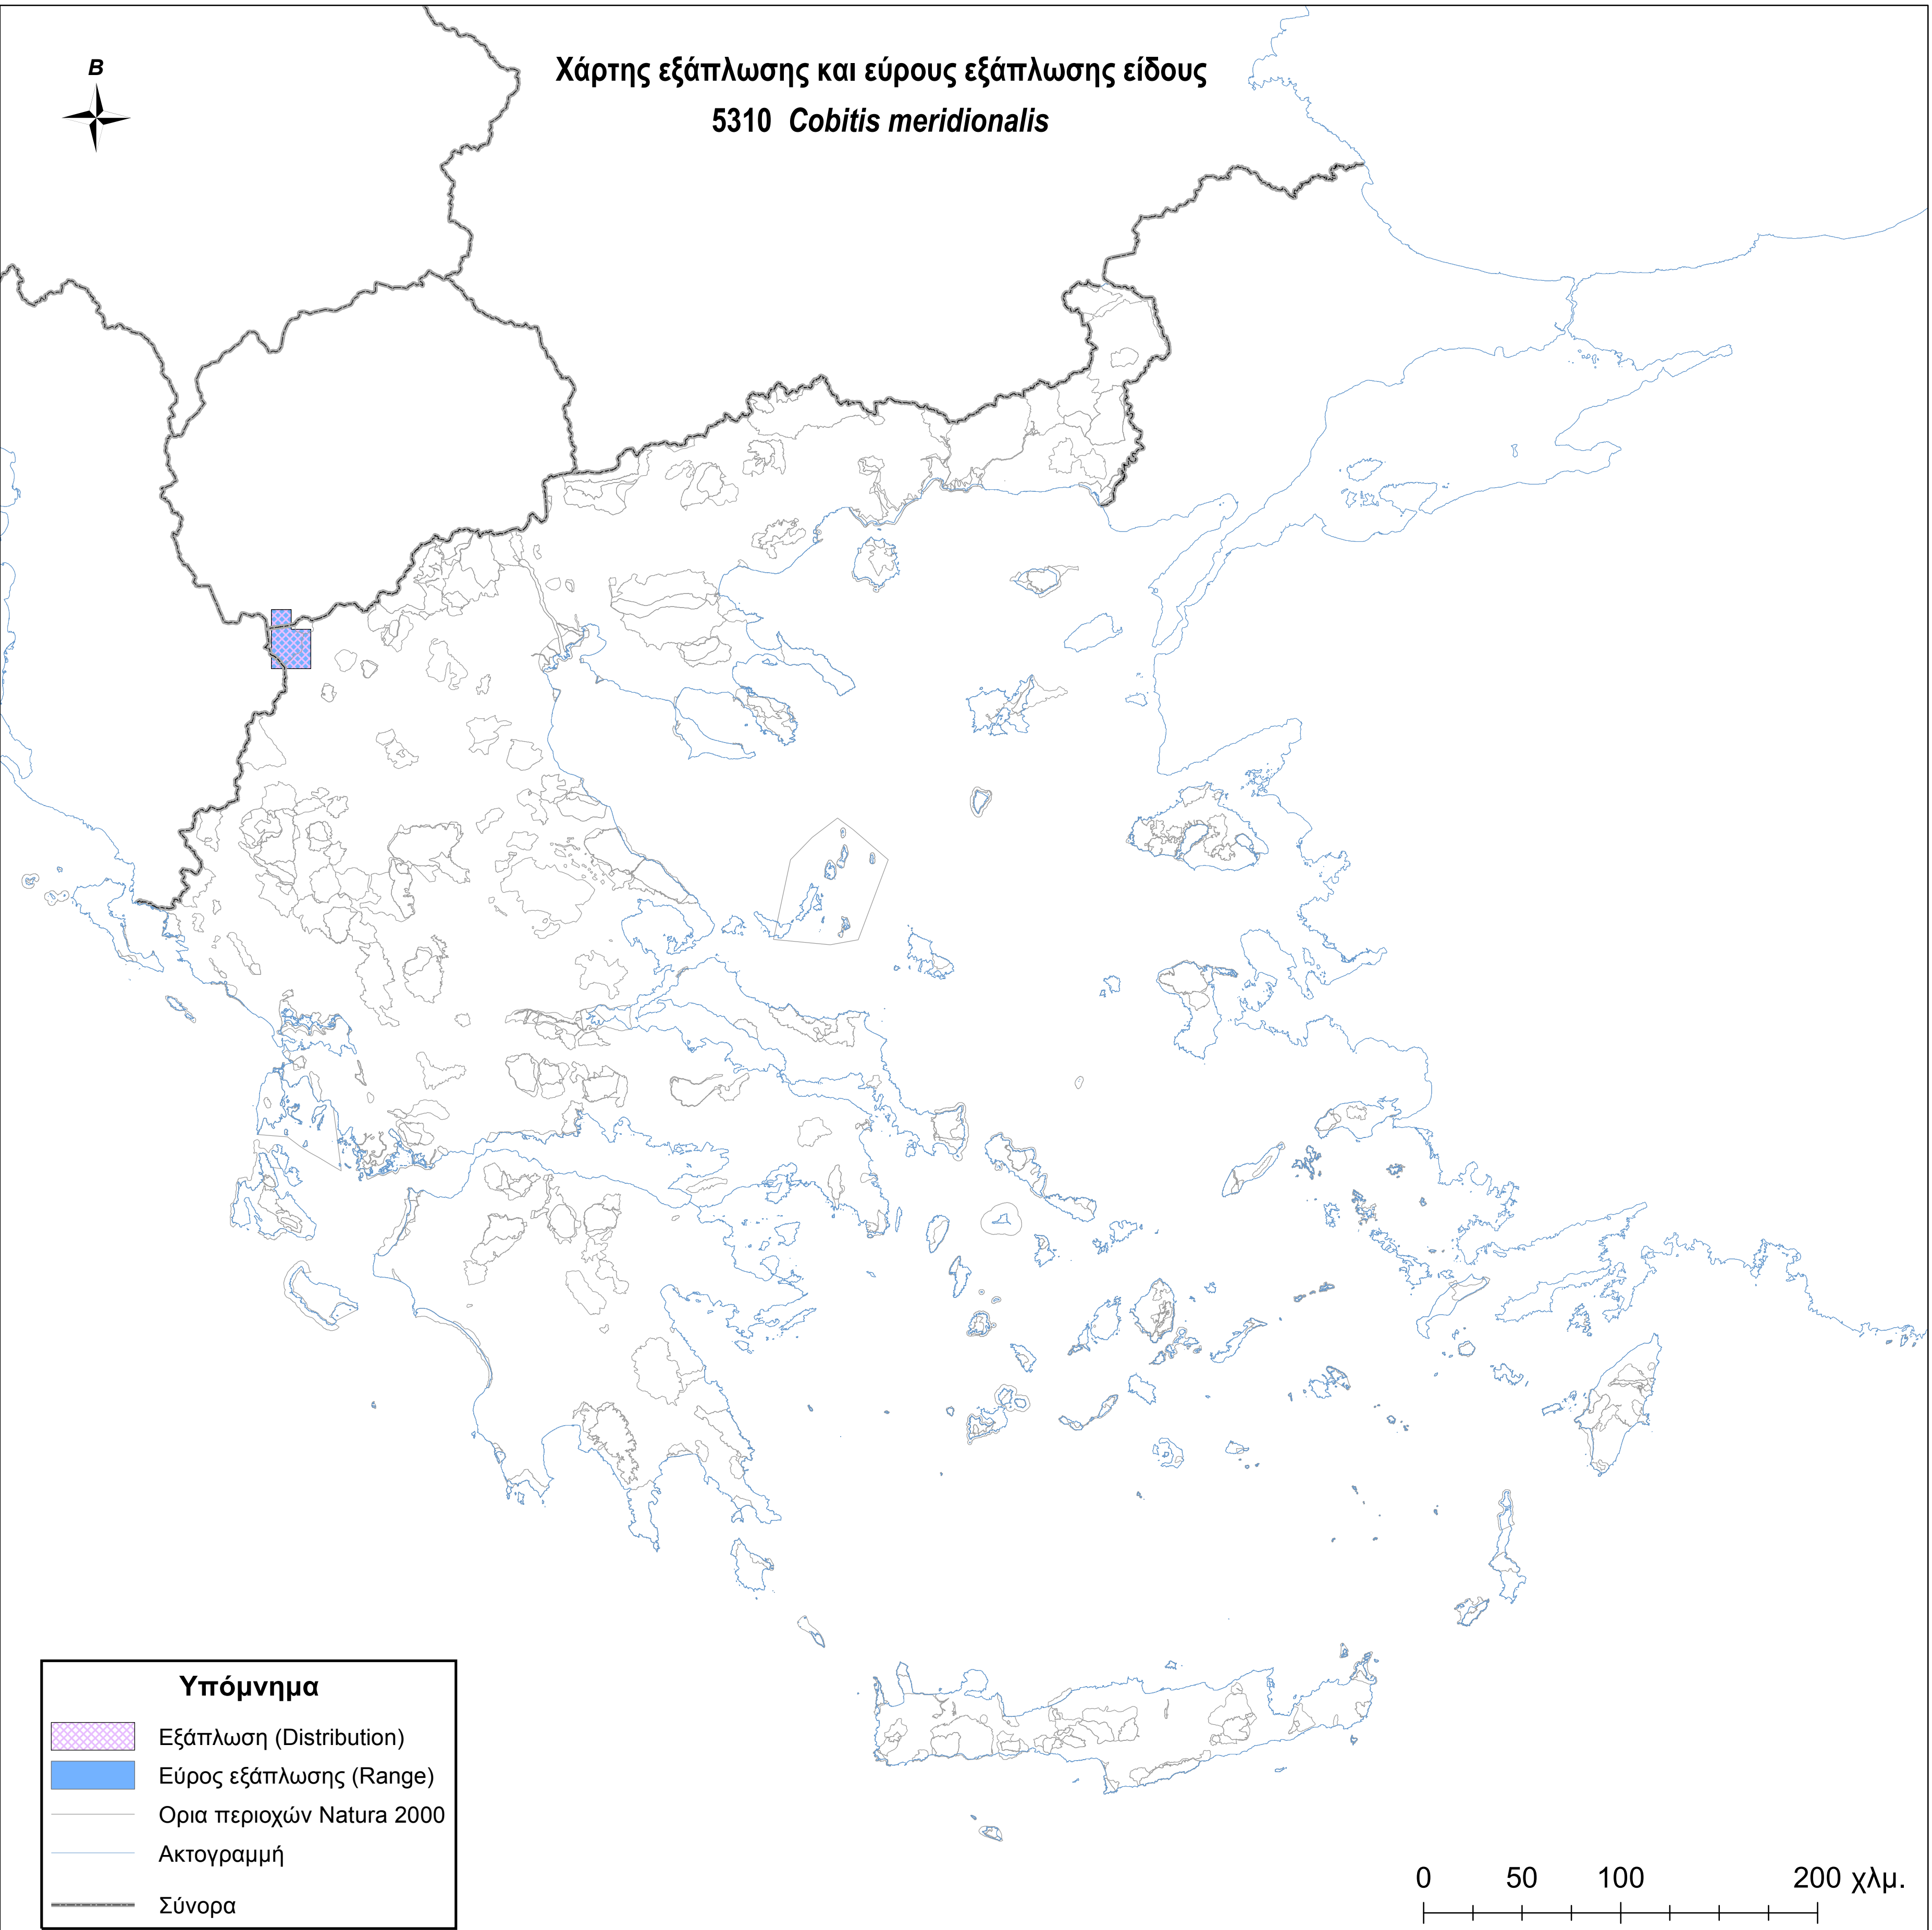 Χάρτης εξάπλωσης και εύρους εξάπλωσης είδους
5310 Cobitis meridionalis
Β
Υπόμνημα
Εξάπλωση (Distribution)
Εύρος εξάπλωσης (Range)
Ορια περιοχών Natura 2000
Ακτογραμμή
Σύνορα
0 50 100 200 χλμ.